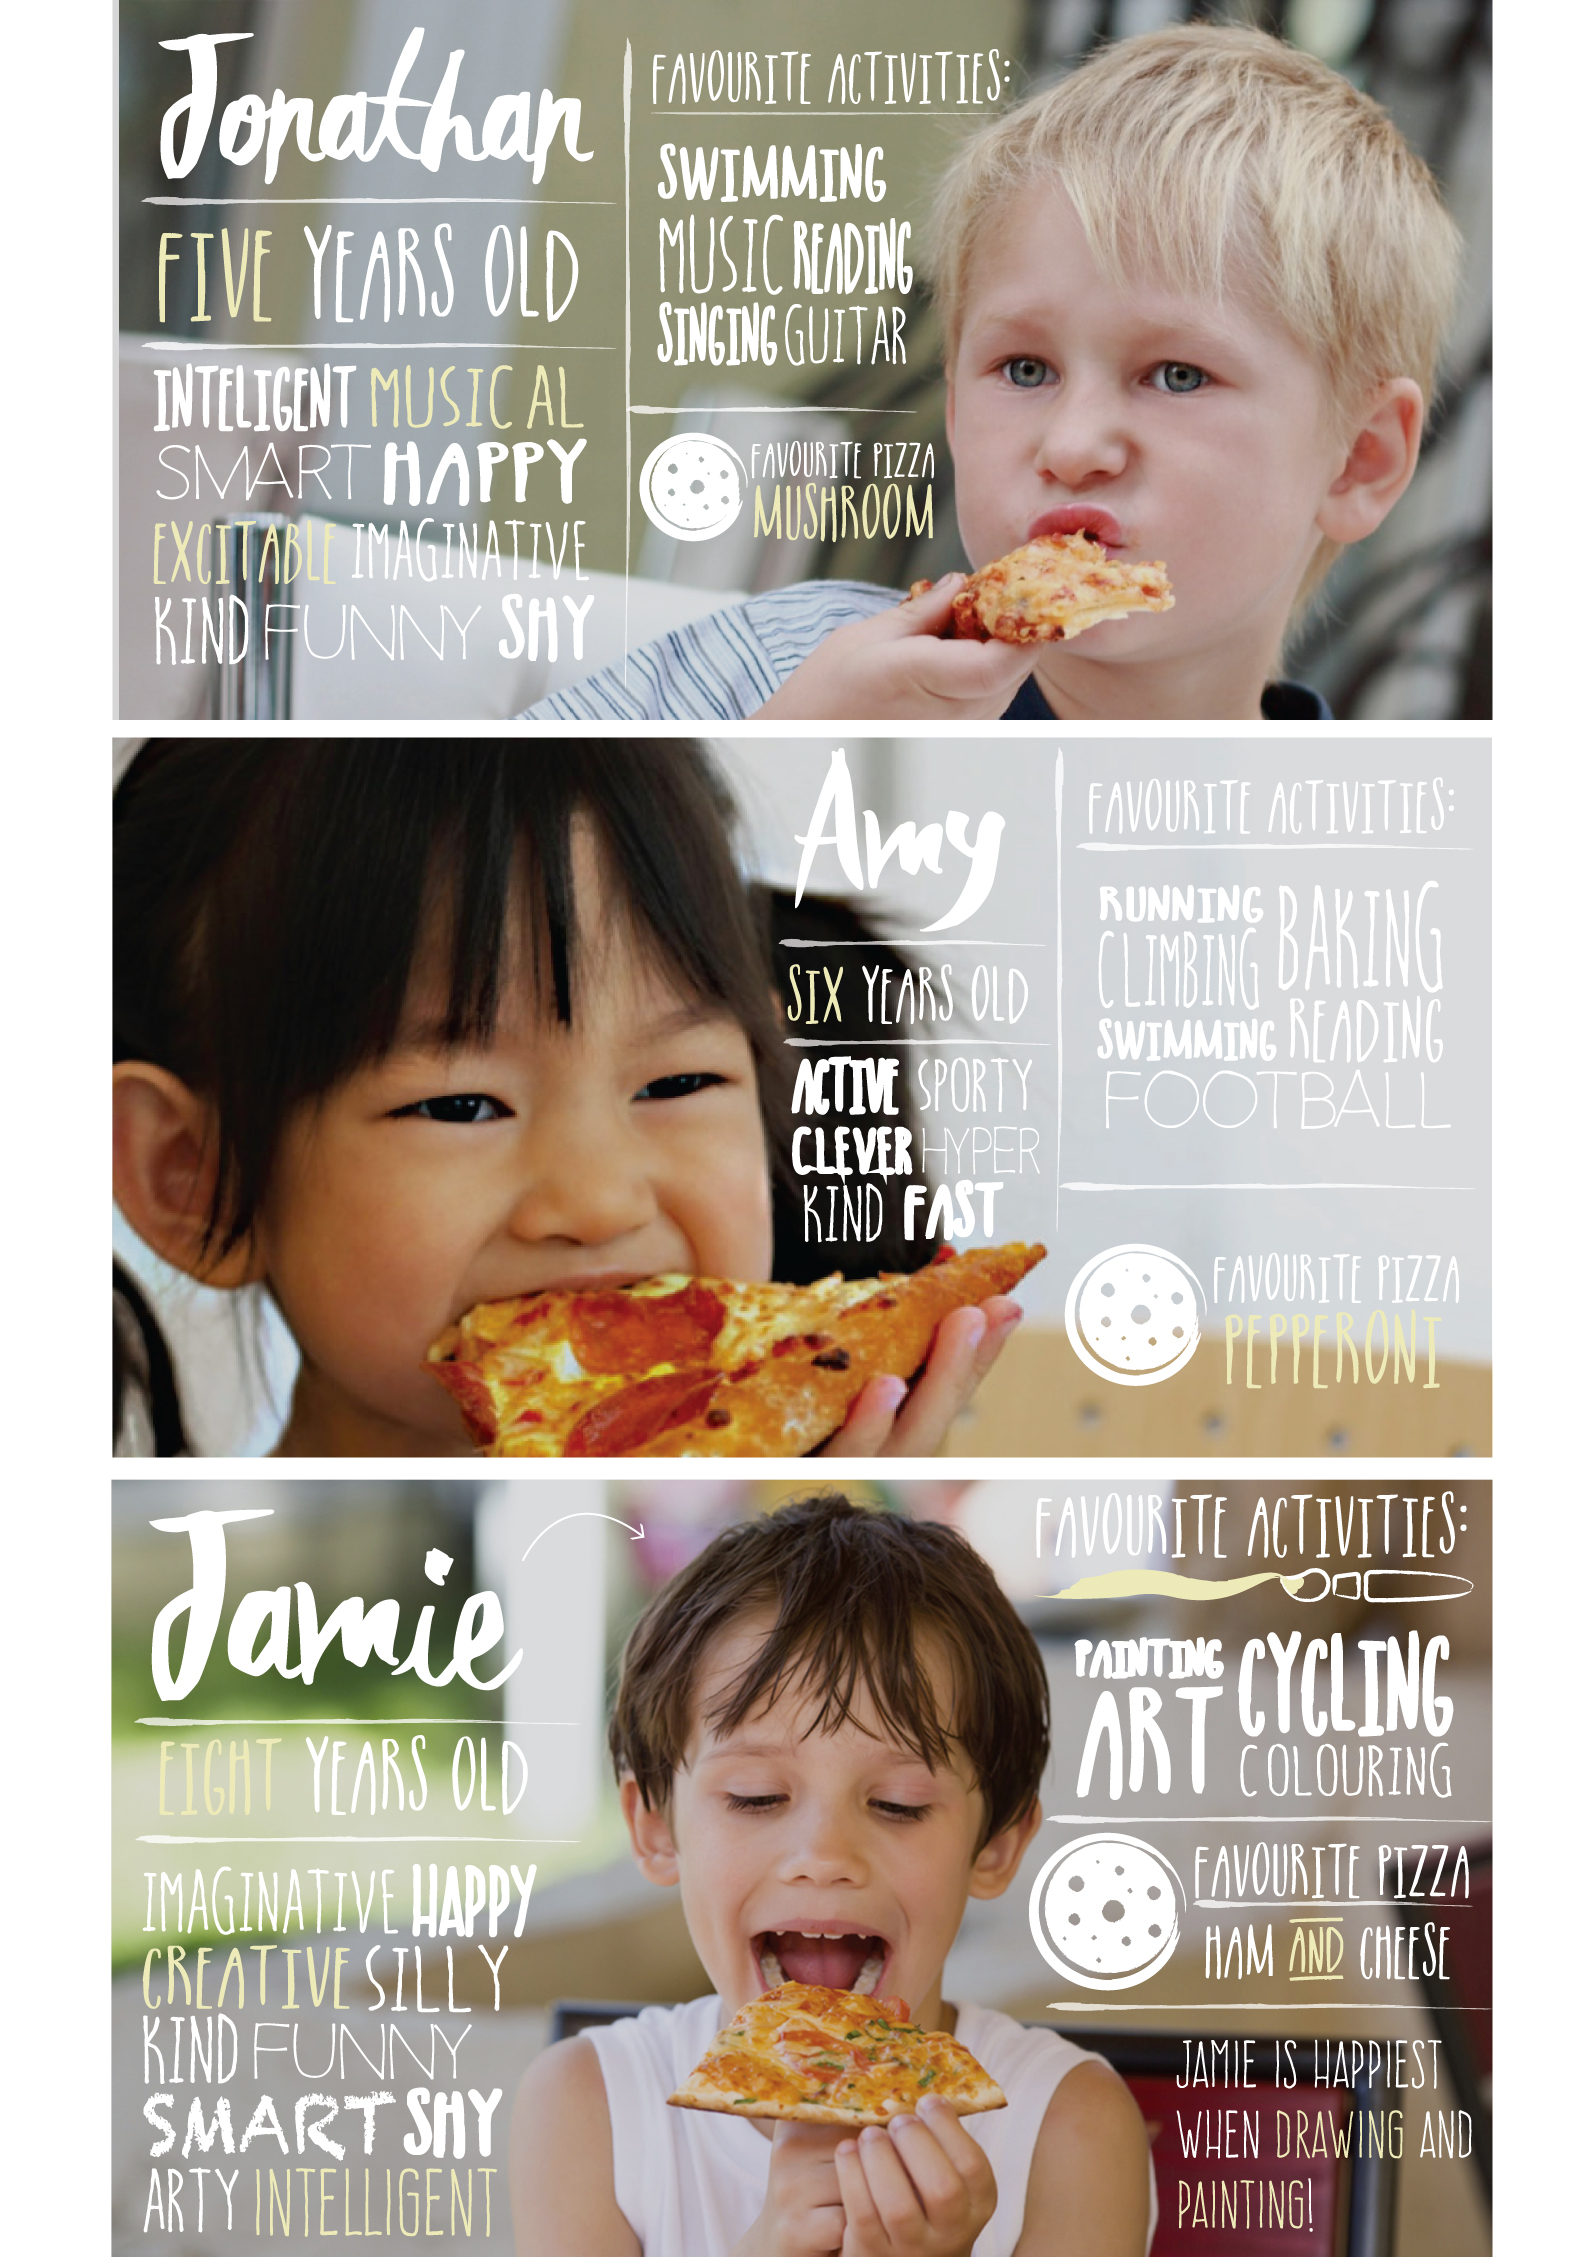 Jonathan
FIVE YEARS OLD
INTELIGENT MUSICAL
SMART HAPPY
EXCITABLE IMAGINATIVE
KIND FUNNY SHY
FAVOURITE ACTIVITIES:
SWIMMING
MUSIC READING
SINGING GUITAR
FAVOURITE PIZZA
MUSHROOM
Amy
SIX YEARS OLD
ACTIVE SPORTY
CLEVER HYPER
KIND FAST
FAVOURITE ACTIVITIES:
RUNNING BAKING
CLIMBING
SWIMMING READING
FOOTBALL
FAVOURITE PIZZA
PEPPERONI
Jamie
EIGHT YEARS OLD
IMAGINATIVE HAPPY
CREATIVE SILLY
KIND FUNNY
SMART SHY
ARTY INTELLIGENT
FAVOURITE ACTIVITIES:
PAINTING CYCLING
ART COLOURING
FAVOURITE PIZZA
HAM AND CHEESE
JAMIE IS HAPPIEST
WHEN DRAWING AND
PAINTING!